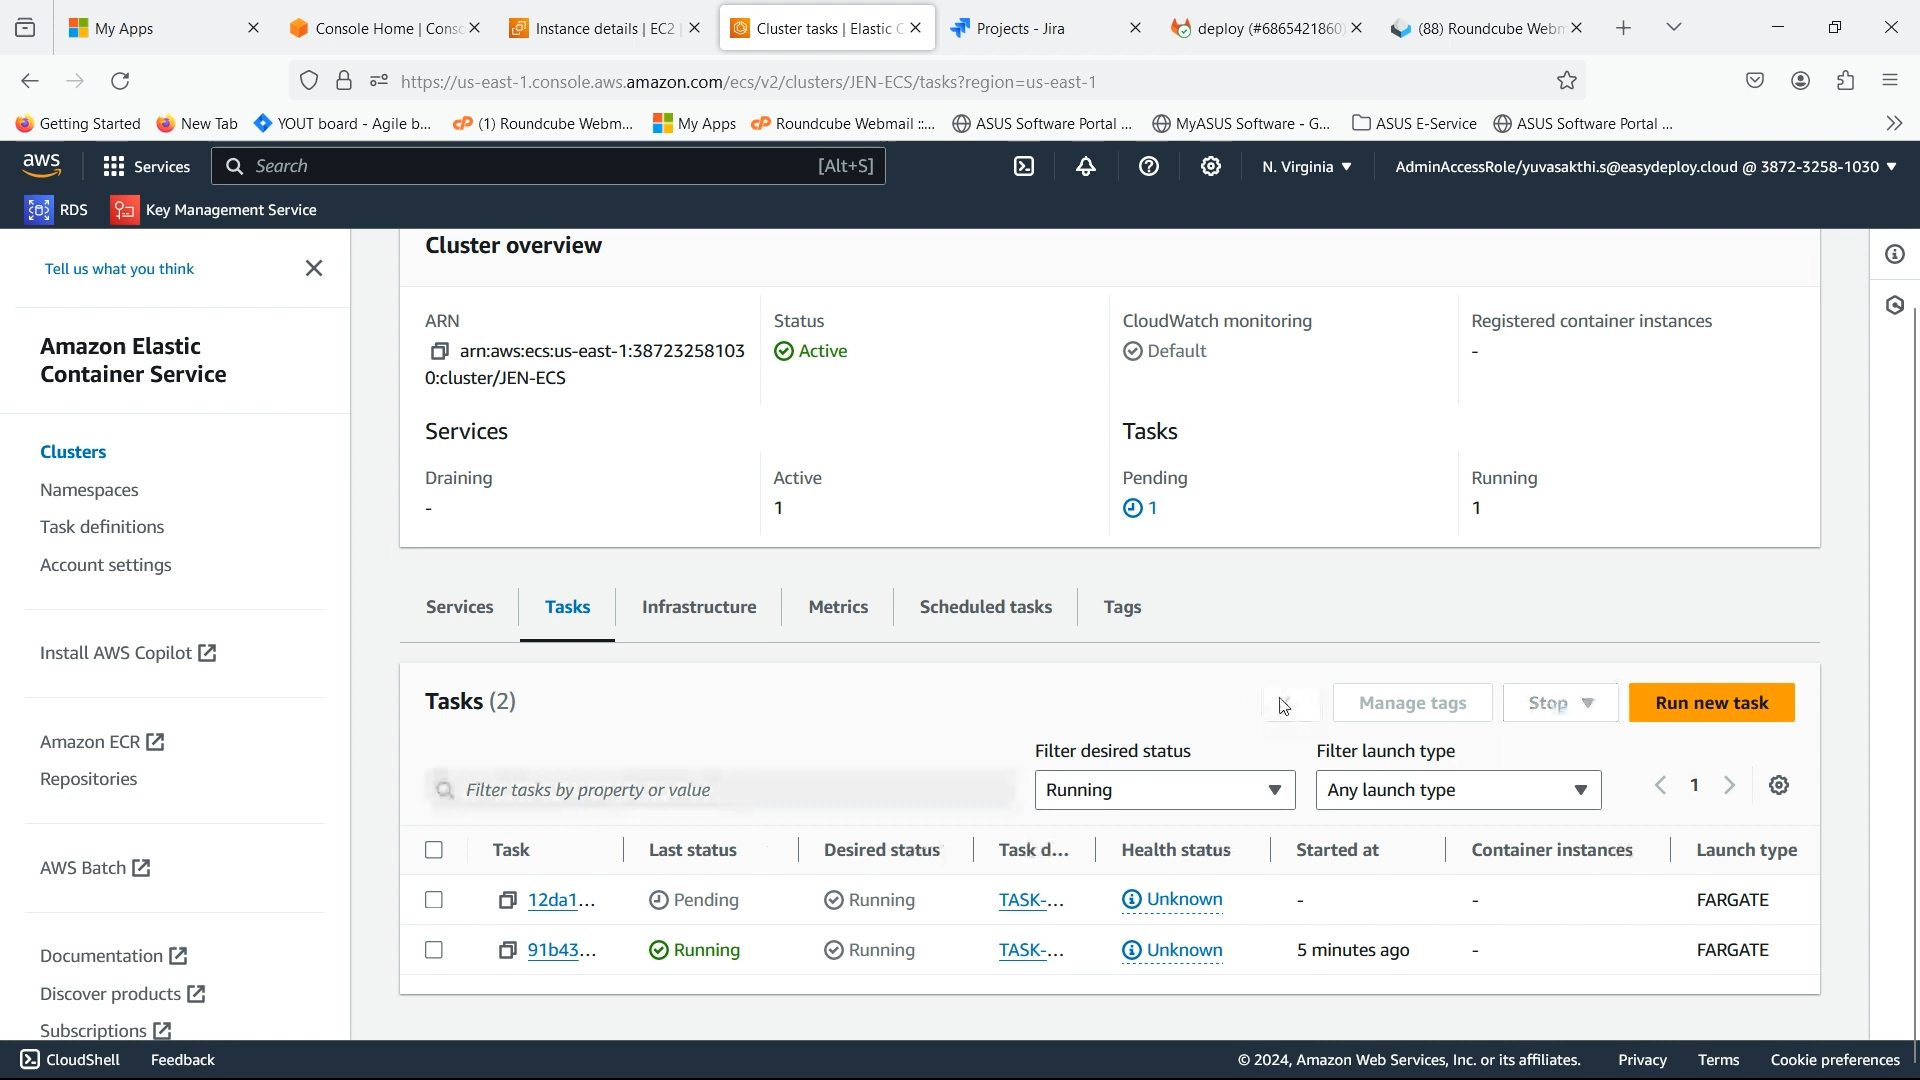 My Apps
Console Home | Conso
Instance details | EC2 |
Cluster tasks | Elastic C
Projects - Jira
deploy (#6865421860)
(88) Roundcube Webm
https://us-east-1.console.aws.amazon.com/ecs/v2/clusters/JEN-ECS/tasks?region=us-east-1
Getting Started
New Tab
YOUT board - Agile b...
(1) Roundcube Webm...
My Apps
Roundcube Webmail ::...
ASUS Software Portal ...
MyASUS Software - G...
ASUS E-Service
ASUS Software Portal ...
aws
Services
Search
[Alt+S]
N. Virginia
AdminAccessRole/yuvasakthi.s@easydeploy.cloud @ 3872-3258-1030
RDS
Key Management Service
Tell us what you think
Amazon Elastic
Container Service
Clusters
Namespaces
Task definitions
Account settings
Install AWS Copilot
Amazon ECR
Repositories
AWS Batch
Documentation
Discover products
Subscriptions
Cluster overview
ARN
arn:aws:ecs:us-east-1:38723258103
0:cluster/JEN-ECS
Status
Active
CloudWatch monitoring
Default
Registered container instances
-
Services
Tasks
Draining
-
Active
1
Pending
1
Running
1
Services
Tasks
Infrastructure
Metrics
Scheduled tasks
Tags
Tasks (2)
Manage tags
Stop
Run new task
Filter desired status
Filter launch type
Filter tasks by property or value
Running
Any launch type
1
Task
Last status
Desired status
Task d...
Health status
Started at
Container instances
Launch type
12da1... Pending Running TASK-... Unknown - - FARGATE
91b43... Running Running TASK-... Unknown 5 minutes ago - FARGATE
CloudShell
Feedback
© 2024, Amazon Web Services, Inc. or its affiliates.
Privacy
Terms
Cookie preferences